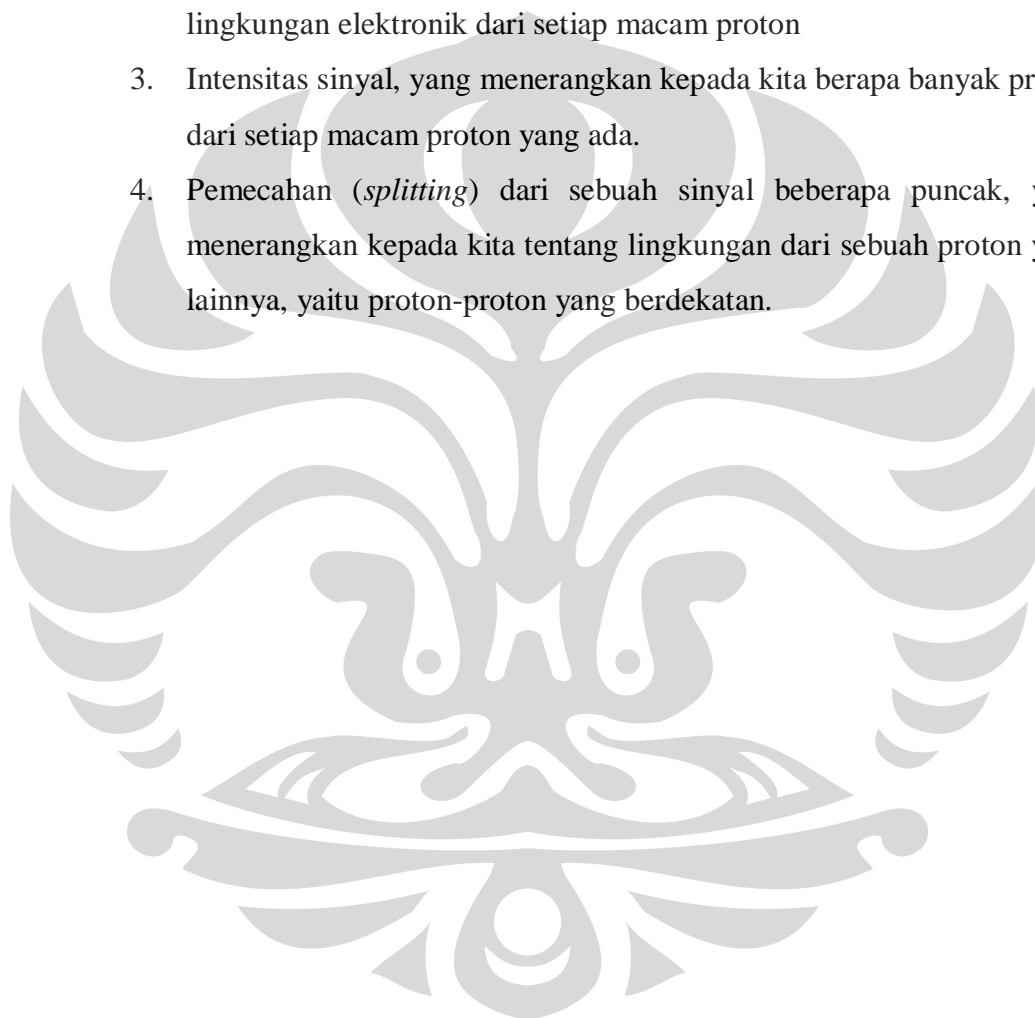 lingkungan elektronik dari setiap macam proton
3. Intensitas sinyal, yang menerangkan kepada kita berapa banyak
dari setiap macam proton yang ada.
4. Pemecahan (splitting) dari sebuah sinyal beberapa puncak,
menerangkan kepada kita tentang lingkungan dari sebuah proton
lainnya, yaitu proton-proton yang berdekatan.